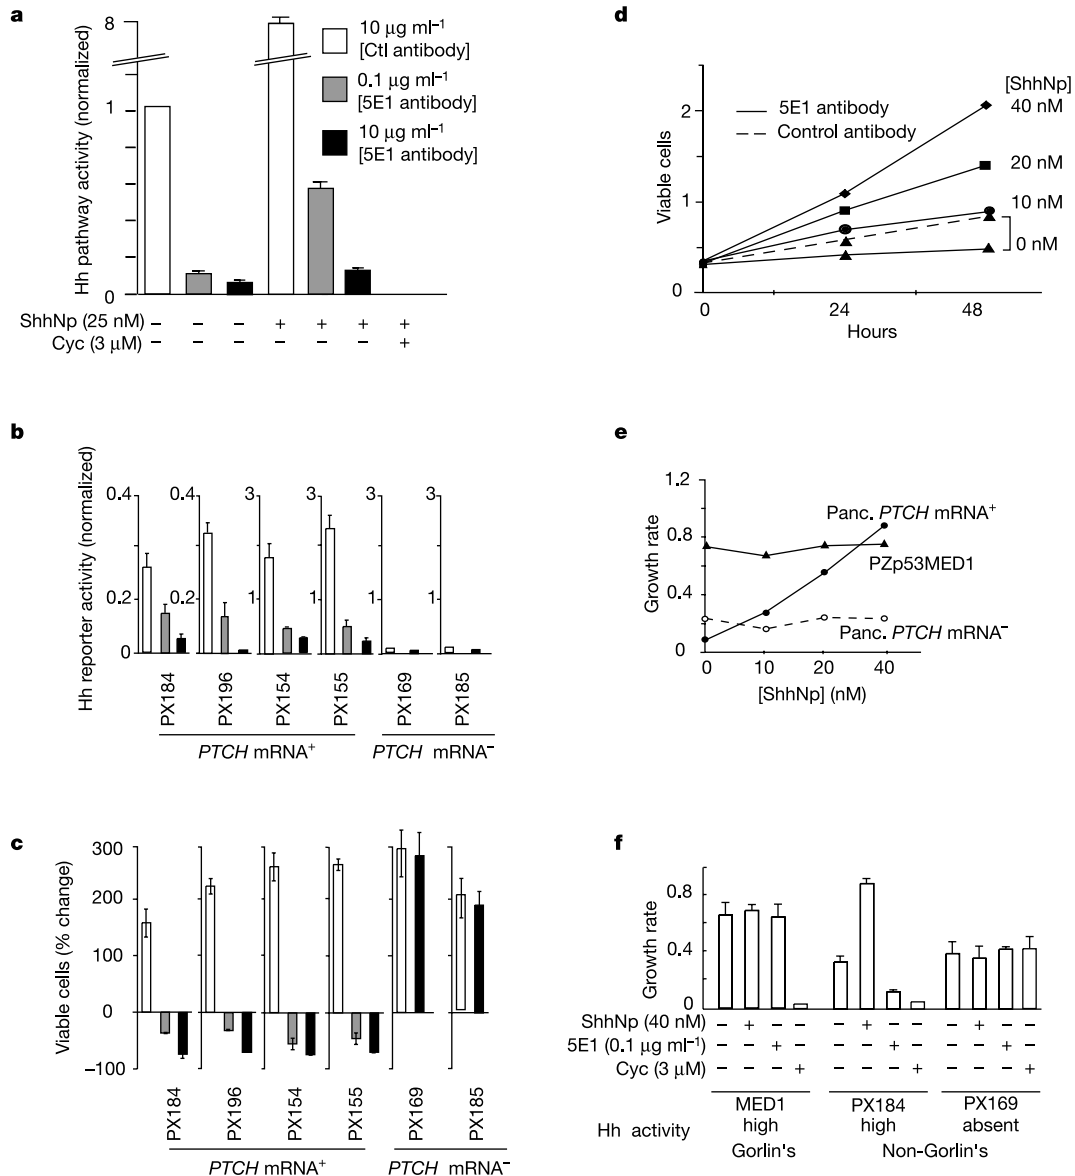 a
8
1
0
Hh pathway activity (normalized)
10 µg ml⁻¹
[Ctl antibody]
0.1 µg ml⁻¹
[5E1 antibody]
10 µg ml⁻¹
[5E1 antibody]
ShhNp (25 nM) – – – + + + +
Cyc (3 µM) – – – – – – +
d
2
1
0
Viable cells
5E1 antibody
Control antibody
[ShhNp]
40 nM
20 nM
10 nM
0 nM
0 24 48
Hours
b
Hh reporter activity (normalized)
0.4 0.4 3 3 3 3
0.2 0.2 1 1 1 1
0
PX184 PX196 PX154 PX155 PX169 PX185
PTCH mRNA⁺ PTCH mRNA⁻
e
1.2
0.8
0.4
0
Growth rate
Panc. PTCH mRNA⁺
PZp53MED1
Panc. PTCH mRNA⁻
0 10 20 40
[ShhNp] (nM)
c
300
200
100
0
–100
Viable cells (% change)
PX184 PX196 PX154 PX155 PX169 PX185
PTCH mRNA⁺ PTCH mRNA⁻
f
0.8
0.4
0
Growth rate
ShhNp (40 nM) – + – – – + – – – + – –
5E1 (0.1 µg ml⁻¹) – – + – – – + – – – + –
Cyc (3 µM) – – – + – – – + – – – +
MED1 PX184 PX169
Hh activity high high absent
Gorlin's Non-Gorlin's